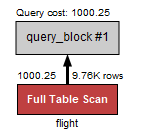 Query cost: 1000.25
query_block #1
1000.25 9.76K rows
Full Table Scan
flight